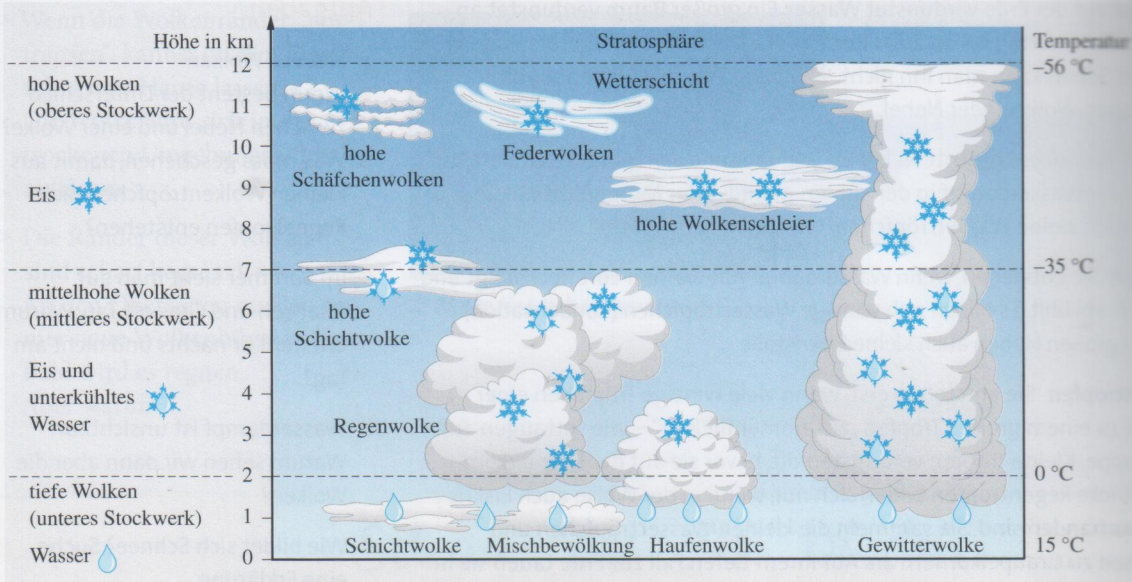 Höhe in km
12
11
10
9
8
7
6
5
4
3
2
1
0
hohe Wolken
(oberes Stockwerk)
Eis
mittelhohe Wolken
(mittleres Stockwerk)
Eis und
unterkühltes
Wasser
tiefe Wolken
(unteres Stockwerk)
Wasser
Stratosphäre
Wetterschicht
hohe
Schäfchenwolken
Federwolken
hohe Wolkenschleier
hohe
Schichtwolke
Regenwolke
Schichtwolke
Mischbewölkung
Haufenwolke
Gewitterwolke
Temperatur
–56 °C
–35 °C
0 °C
15 °C